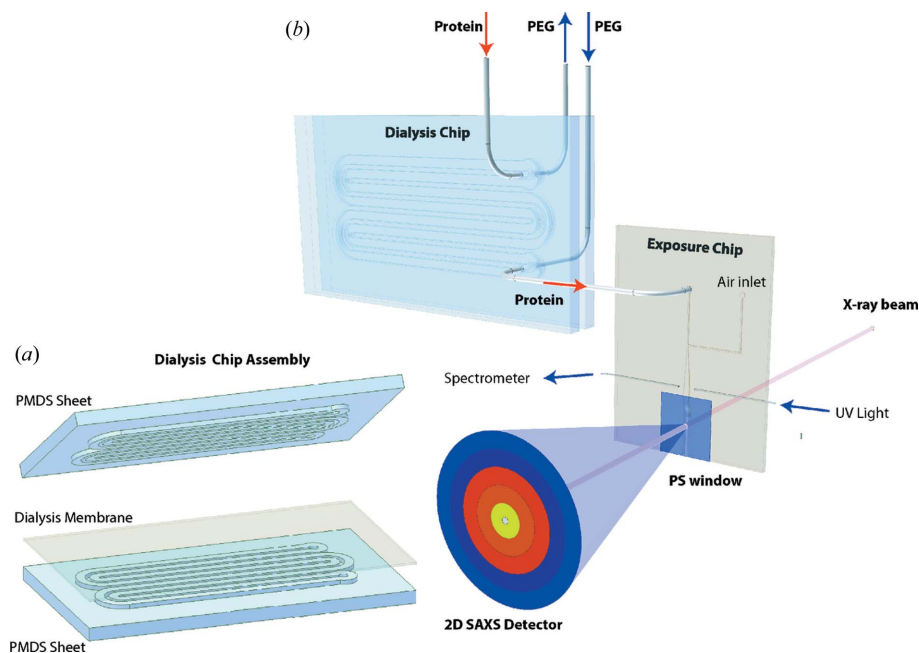 (b)
Protein
PEG
PEG
Dialysis Chip
Exposure Chip
Air inlet
Protein
X-ray beam
(a)
Dialysis Chip Assembly
PMDS Sheet
Spectrometer
UV Light
PS window
Dialysis Membrane
2D SAXS Detector
PMDS Sheet